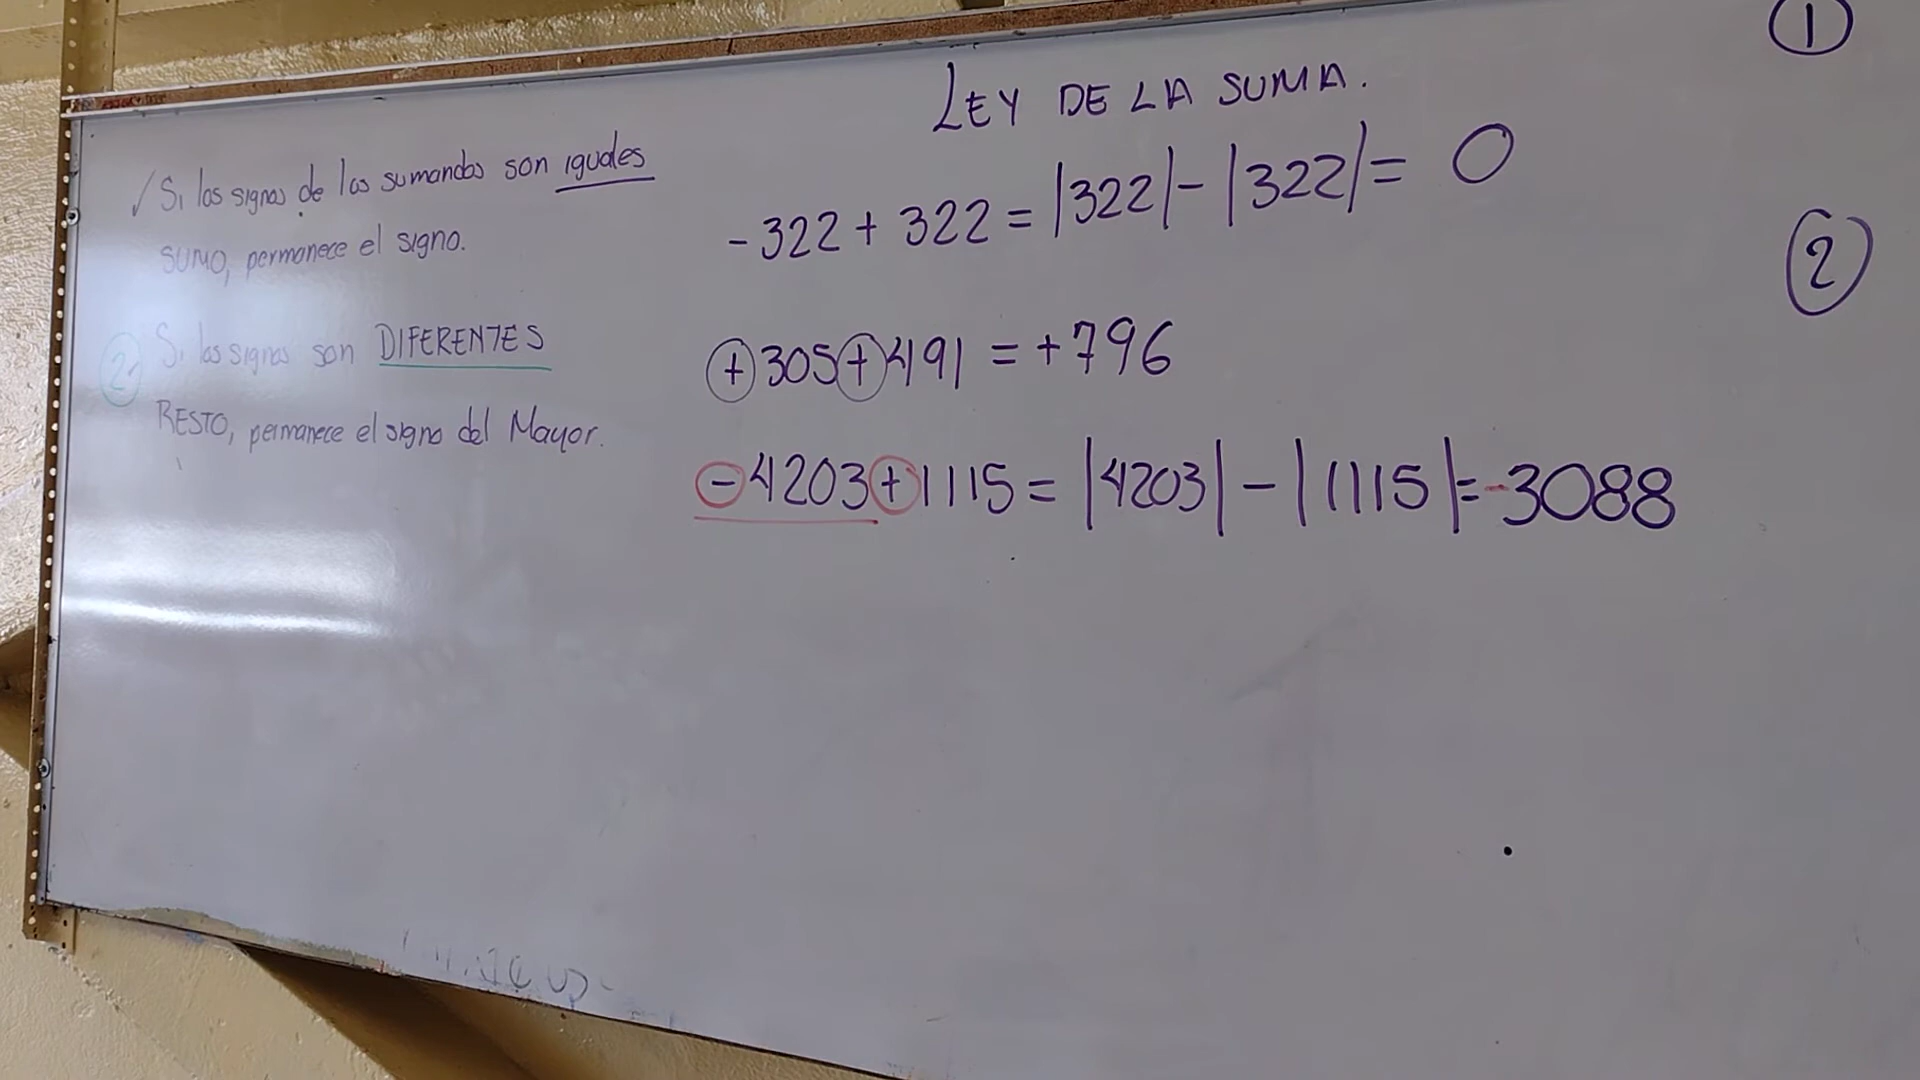 LEY DE LA SUMA.
1
✓ Si los signos de los sumandos son iguales
SUMO, permanece el signo.
2. Si los signos son DIFERENTES
RESTO, permanece el signo del Mayor.
-322 + 322 = |322| - |322| = 0
2
+305+491 = +796
-4203+1115 = |4203| - |1115| = -3088